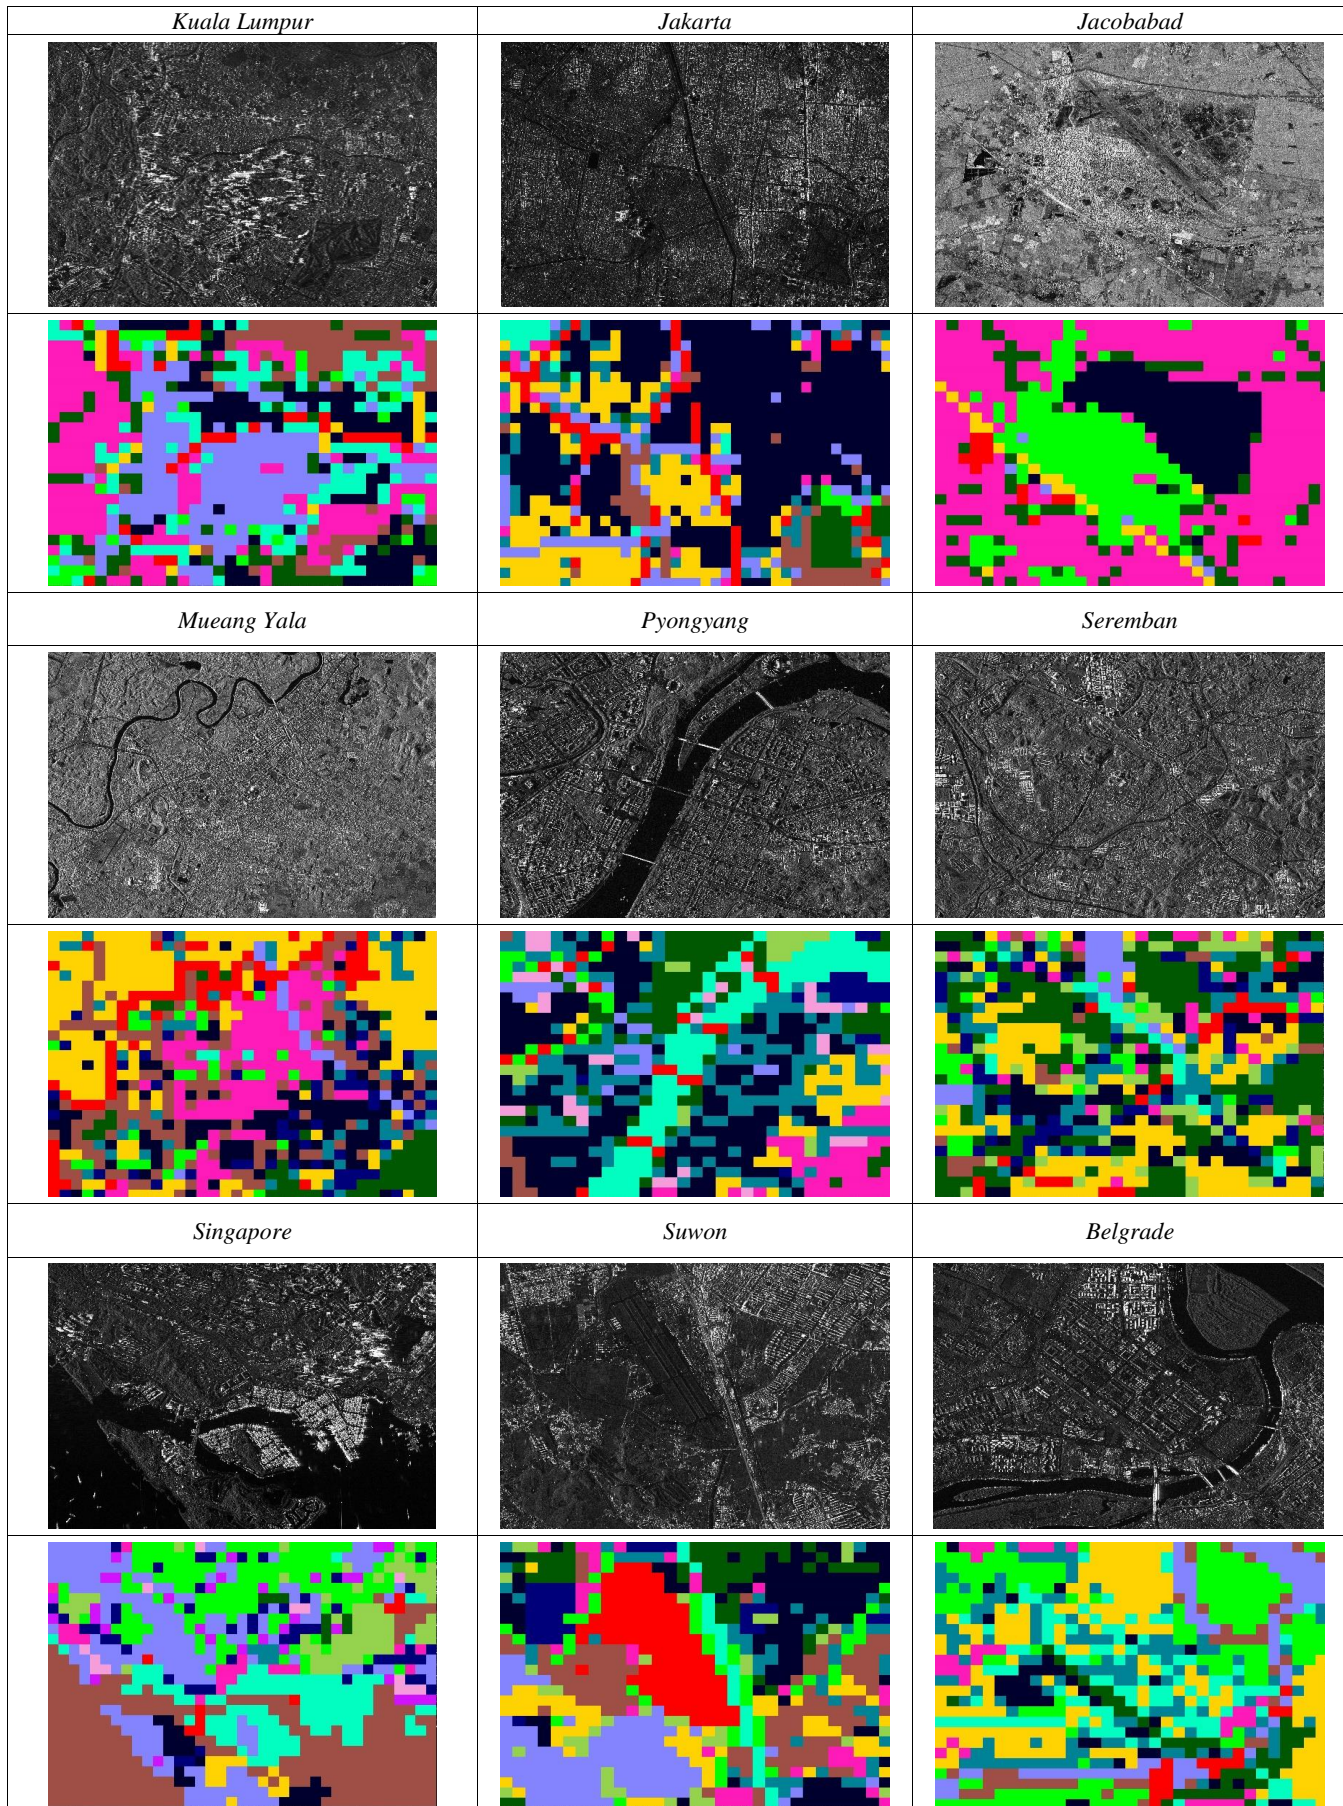 Kuala Lumpur
Jakarta
Jacobabad
Mueang Yala
Pyongyang
Seremban
Singapore
Suwon
Belgrade